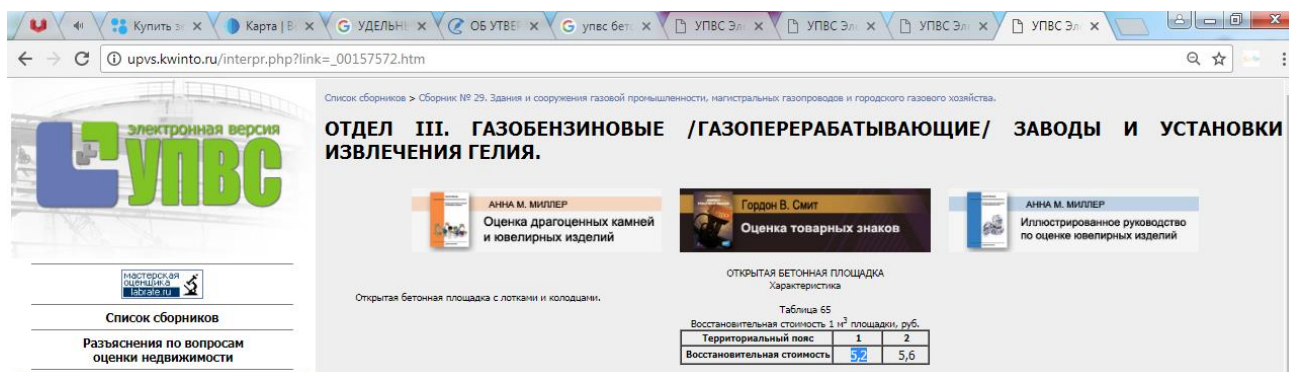 Купить з
Карта | В
УДЕЛЬН
ОБ УТВЕР
упвс бет
УПВС Эл
УПВС Эл
УПВС Эл
УПВС Эл
upvs.kwinto.ru/interpr.php?link=_00157572.htm
Список сборников > Сборник № 29. Здания и сооружения газовой промышленности, магистральных газопроводов и городского газового хозяйства.
электронная версия
УПВС
ОТДЕЛ III. ГАЗОБЕНЗИНОВЫЕ /ГАЗОПЕРЕРАБАТЫВАЮЩИЕ/ ЗАВОДЫ И УСТАНОВКИ
ИЗВЛЕЧЕНИЯ ГЕЛИЯ.
АННА М. МИЛЛЕР
Оценка драгоценных камней
и ювелирных изделий
Гордон В. Смит
Оценка товарных знаков
АННА М. МИЛЛЕР
Иллюстрированное руководство
по оценке ювелирных изделий
мастерская
оценщика
labrate.ru
Список сборников
Разъяснения по вопросам
оценки недвижимости
ОТКРЫТАЯ БЕТОННАЯ ПЛОЩАДКА
Характеристика
Открытая бетонная площадка с лотками и колодцами.
Таблица 65
Восстановительная стоимость 1 м³ площадки, руб.
Территориальный пояс 1 2
Восстановительная стоимость 5,2 5,6